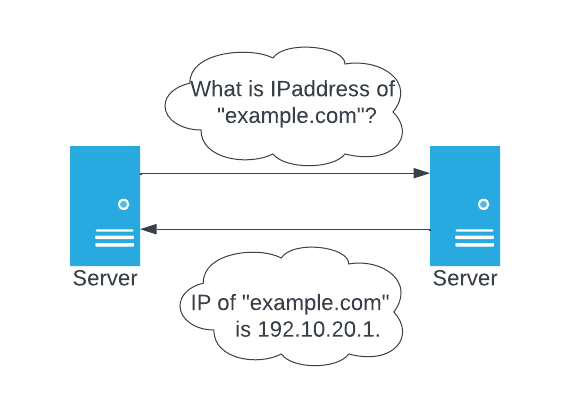 What is IPaddress of
"example.com"?
Server
Server
IP of "example.com"
is 192.10.20.1.